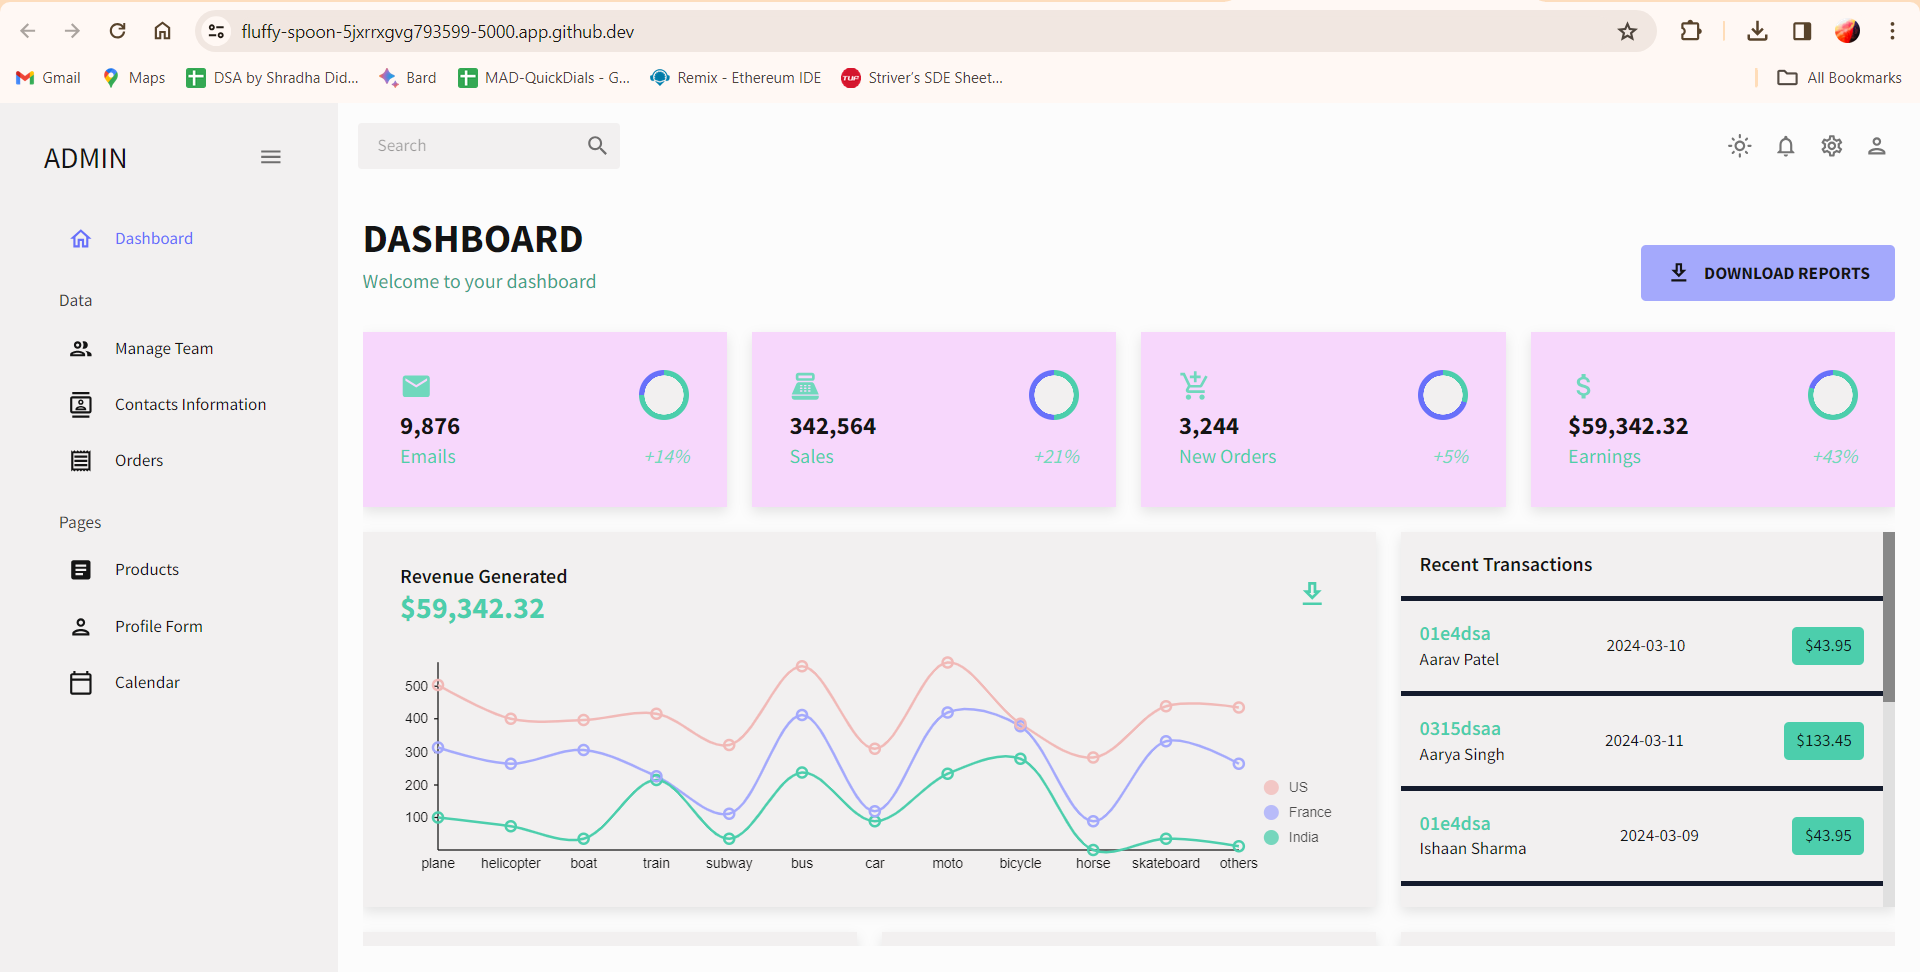 fluffy-spoon-5jxrrxgvg793599-5000.app.github.dev
Gmail
Maps
DSA by Shradha Did...
Bard
MAD-QuickDials - G...
Remix - Ethereum IDE
TUF
Striver's SDE Sheet...
All Bookmarks
ADMIN
Search
Dashboard
Data
Manage Team
Contacts Information
Orders
Pages
Products
Profile Form
Calendar
DASHBOARD
Welcome to your dashboard
DOWNLOAD REPORTS
9,876
Emails
+14%
342,564
Sales
+21%
3,244
New Orders
+5%
$59,342.32
Earnings
+43%
Revenue Generated
$59,342.32
500
400
300
200
100
plane
helicopter
boat
train
subway
bus
car
moto
bicycle
horse
skateboard
others
US
France
India
Recent Transactions
01e4dsa
Aarav Patel
2024-03-10
$43.95
0315dsaa
Aarya Singh
2024-03-11
$133.45
01e4dsa
Ishaan Sharma
2024-03-09
$43.95